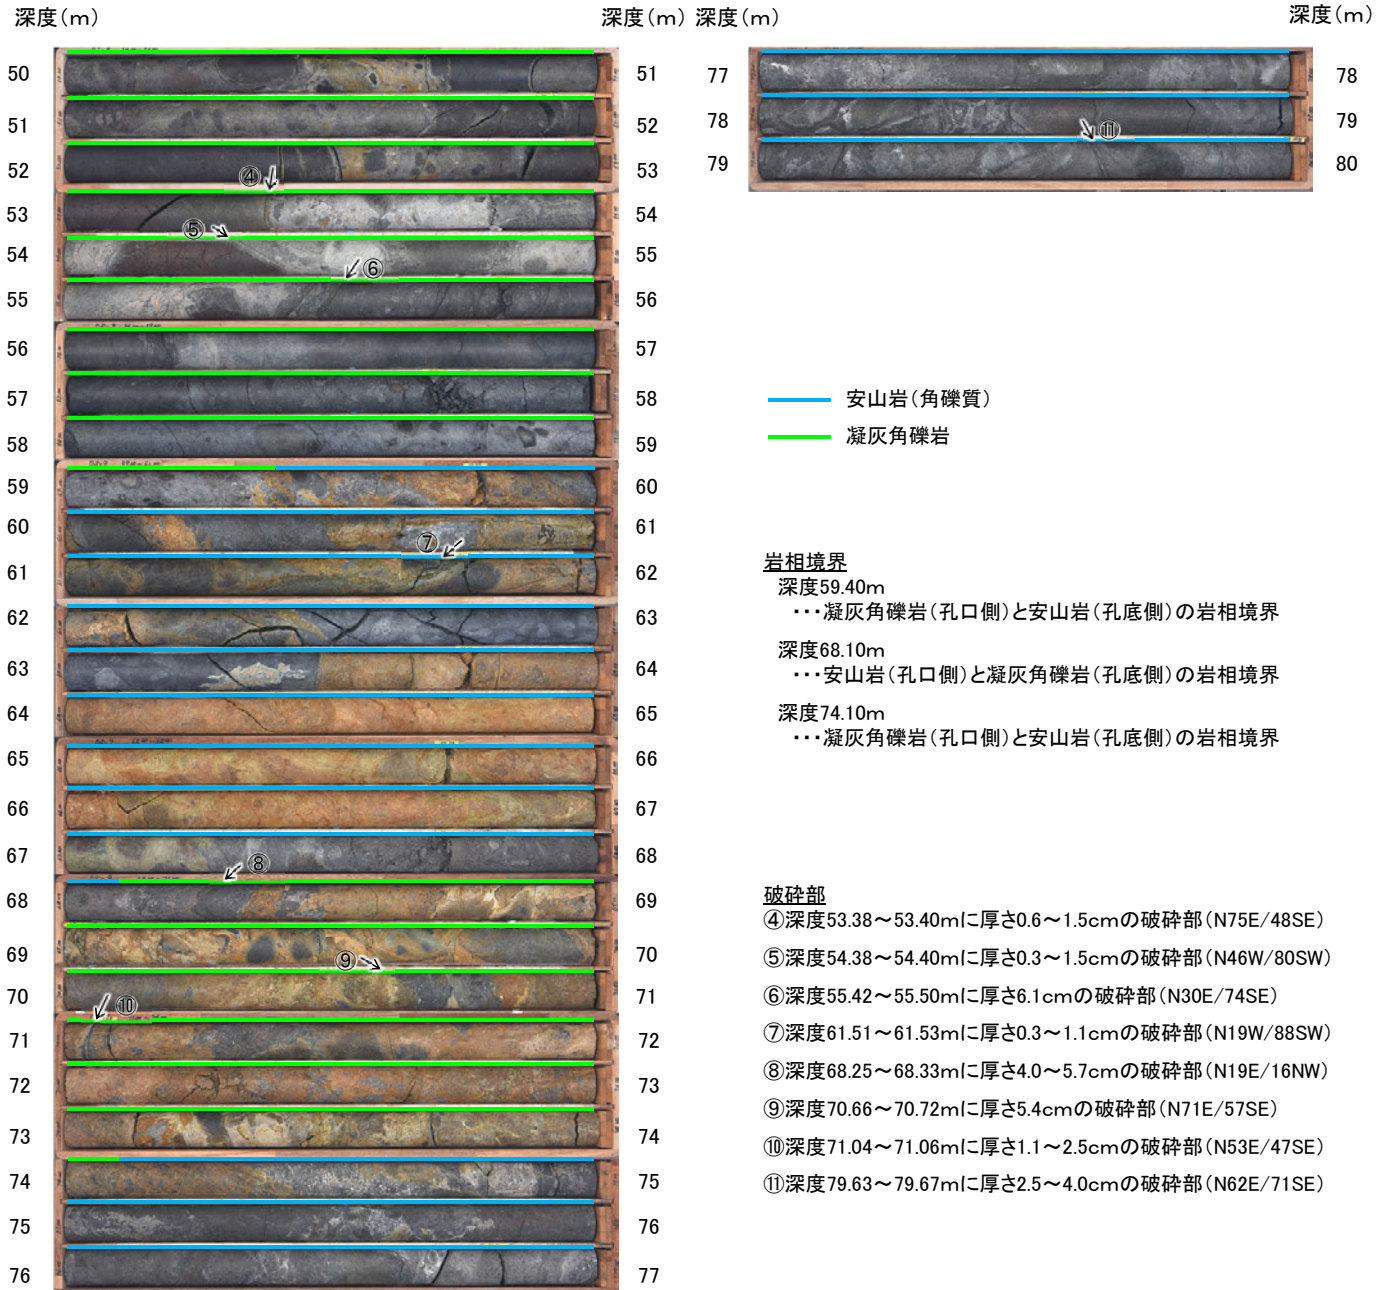 深度（m）
深度（m）
深度（m）
深度（m）
50 51
51 52
52 53
④
53 54
⑤
54 55
⑥
55 56
56 57
57 58
58 59
59 60
60 61
⑦
61 62
62 63
63 64
64 65
65 66
66 67
67 68
⑧
68 69
69 70
⑨
70 71
⑩
71 72
72 73
73 74
74 75
75 76
76 77
77 78
78 79
⑪
79 80
安山岩（角礫質）
凝灰角礫岩
岩相境界
深度59.40m
･･･凝灰角礫岩（孔口側）と安山岩（孔底側）の岩相境界
深度68.10m
･･･安山岩（孔口側）と凝灰角礫岩（孔底側）の岩相境界
深度74.10m
･･･凝灰角礫岩（孔口側）と安山岩（孔底側）の岩相境界
破砕部
④深度53.38～53.40mに厚さ0.6～1.5cmの破砕部（N75E/48SE）
⑤深度54.38～54.40mに厚さ0.3～1.5cmの破砕部（N46W/80SW）
⑥深度55.42～55.50mに厚さ6.1cmの破砕部（N30E/74SE）
⑦深度61.51～61.53mに厚さ0.3～1.1cmの破砕部（N19W/88SW）
⑧深度68.25～68.33mに厚さ4.0～5.7cmの破砕部（N19E/16NW）
⑨深度70.66～70.72mに厚さ5.4cmの破砕部（N71E/57SE）
⑩深度71.04～71.06mに厚さ1.1～2.5cmの破砕部（N53E/47SE）
⑪深度79.63～79.67mに厚さ2.5～4.0cmの破砕部（N62E/71SE）